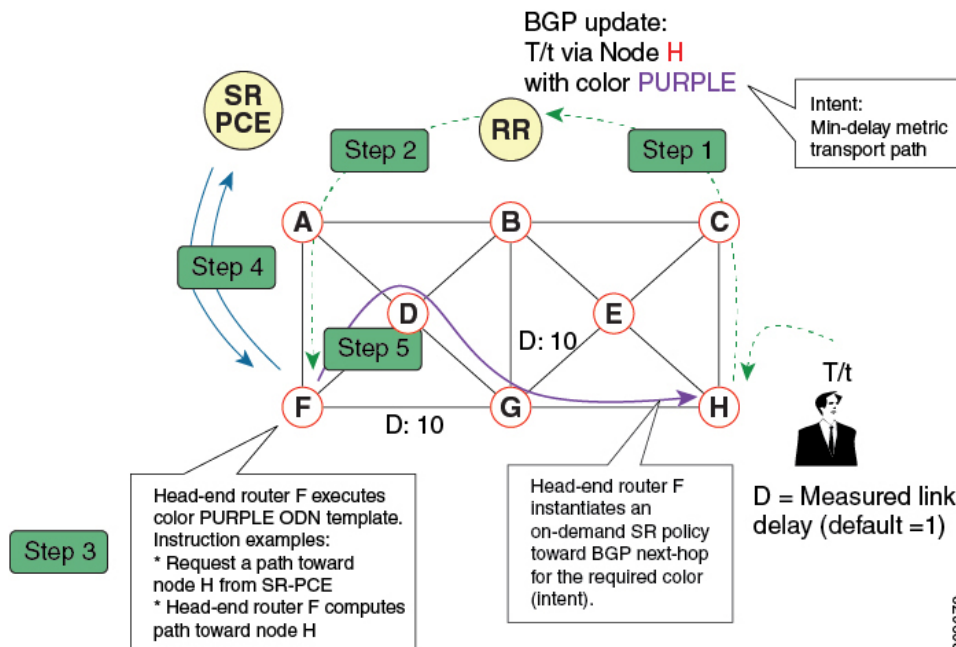 BGP update:
T/t via Node H
with color PURPLE
Intent:
Min-delay metric
transport path
SR
PCE
RR
Step 2
Step 1
A
B
C
Step 4
D
E
Step 5
D: 10
T/t
F
G
H
D: 10
Head-end router F executes
color PURPLE ODN template.
Instruction examples:
* Request a path toward
node H from SR-PCE
* Head-end router F computes
path toward node H
Head-end router F
instantiates an
on-demand SR policy
toward BGP next-hop
for the required color
(intent).
D = Measured link
delay (default =1)
Step 3